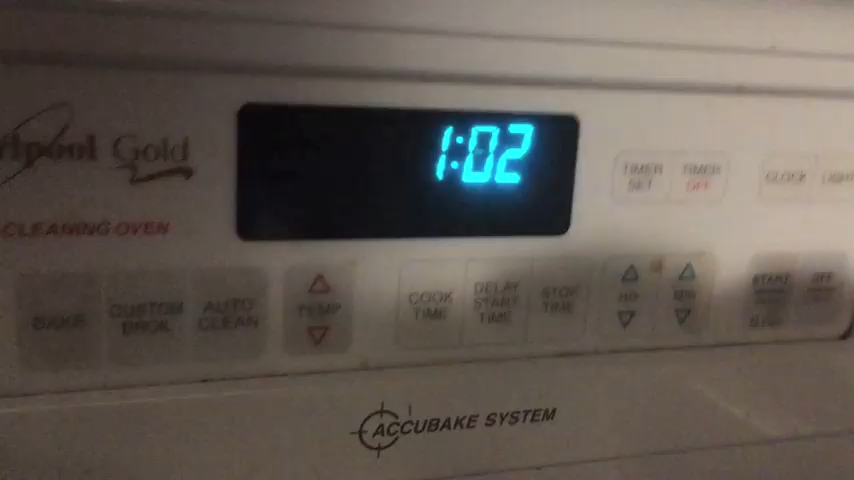 1:02
Gold
TIMER SET
TIMER OFF
CLOCK
CLEANING OVEN
BAKE
CUSTOM BROIL
AUTO CLEAN
TEMP
COOK TIME
DELAY START TIME
STOP TIME
HR
MIN
START
OFF
ACCUBAKE SYSTEM